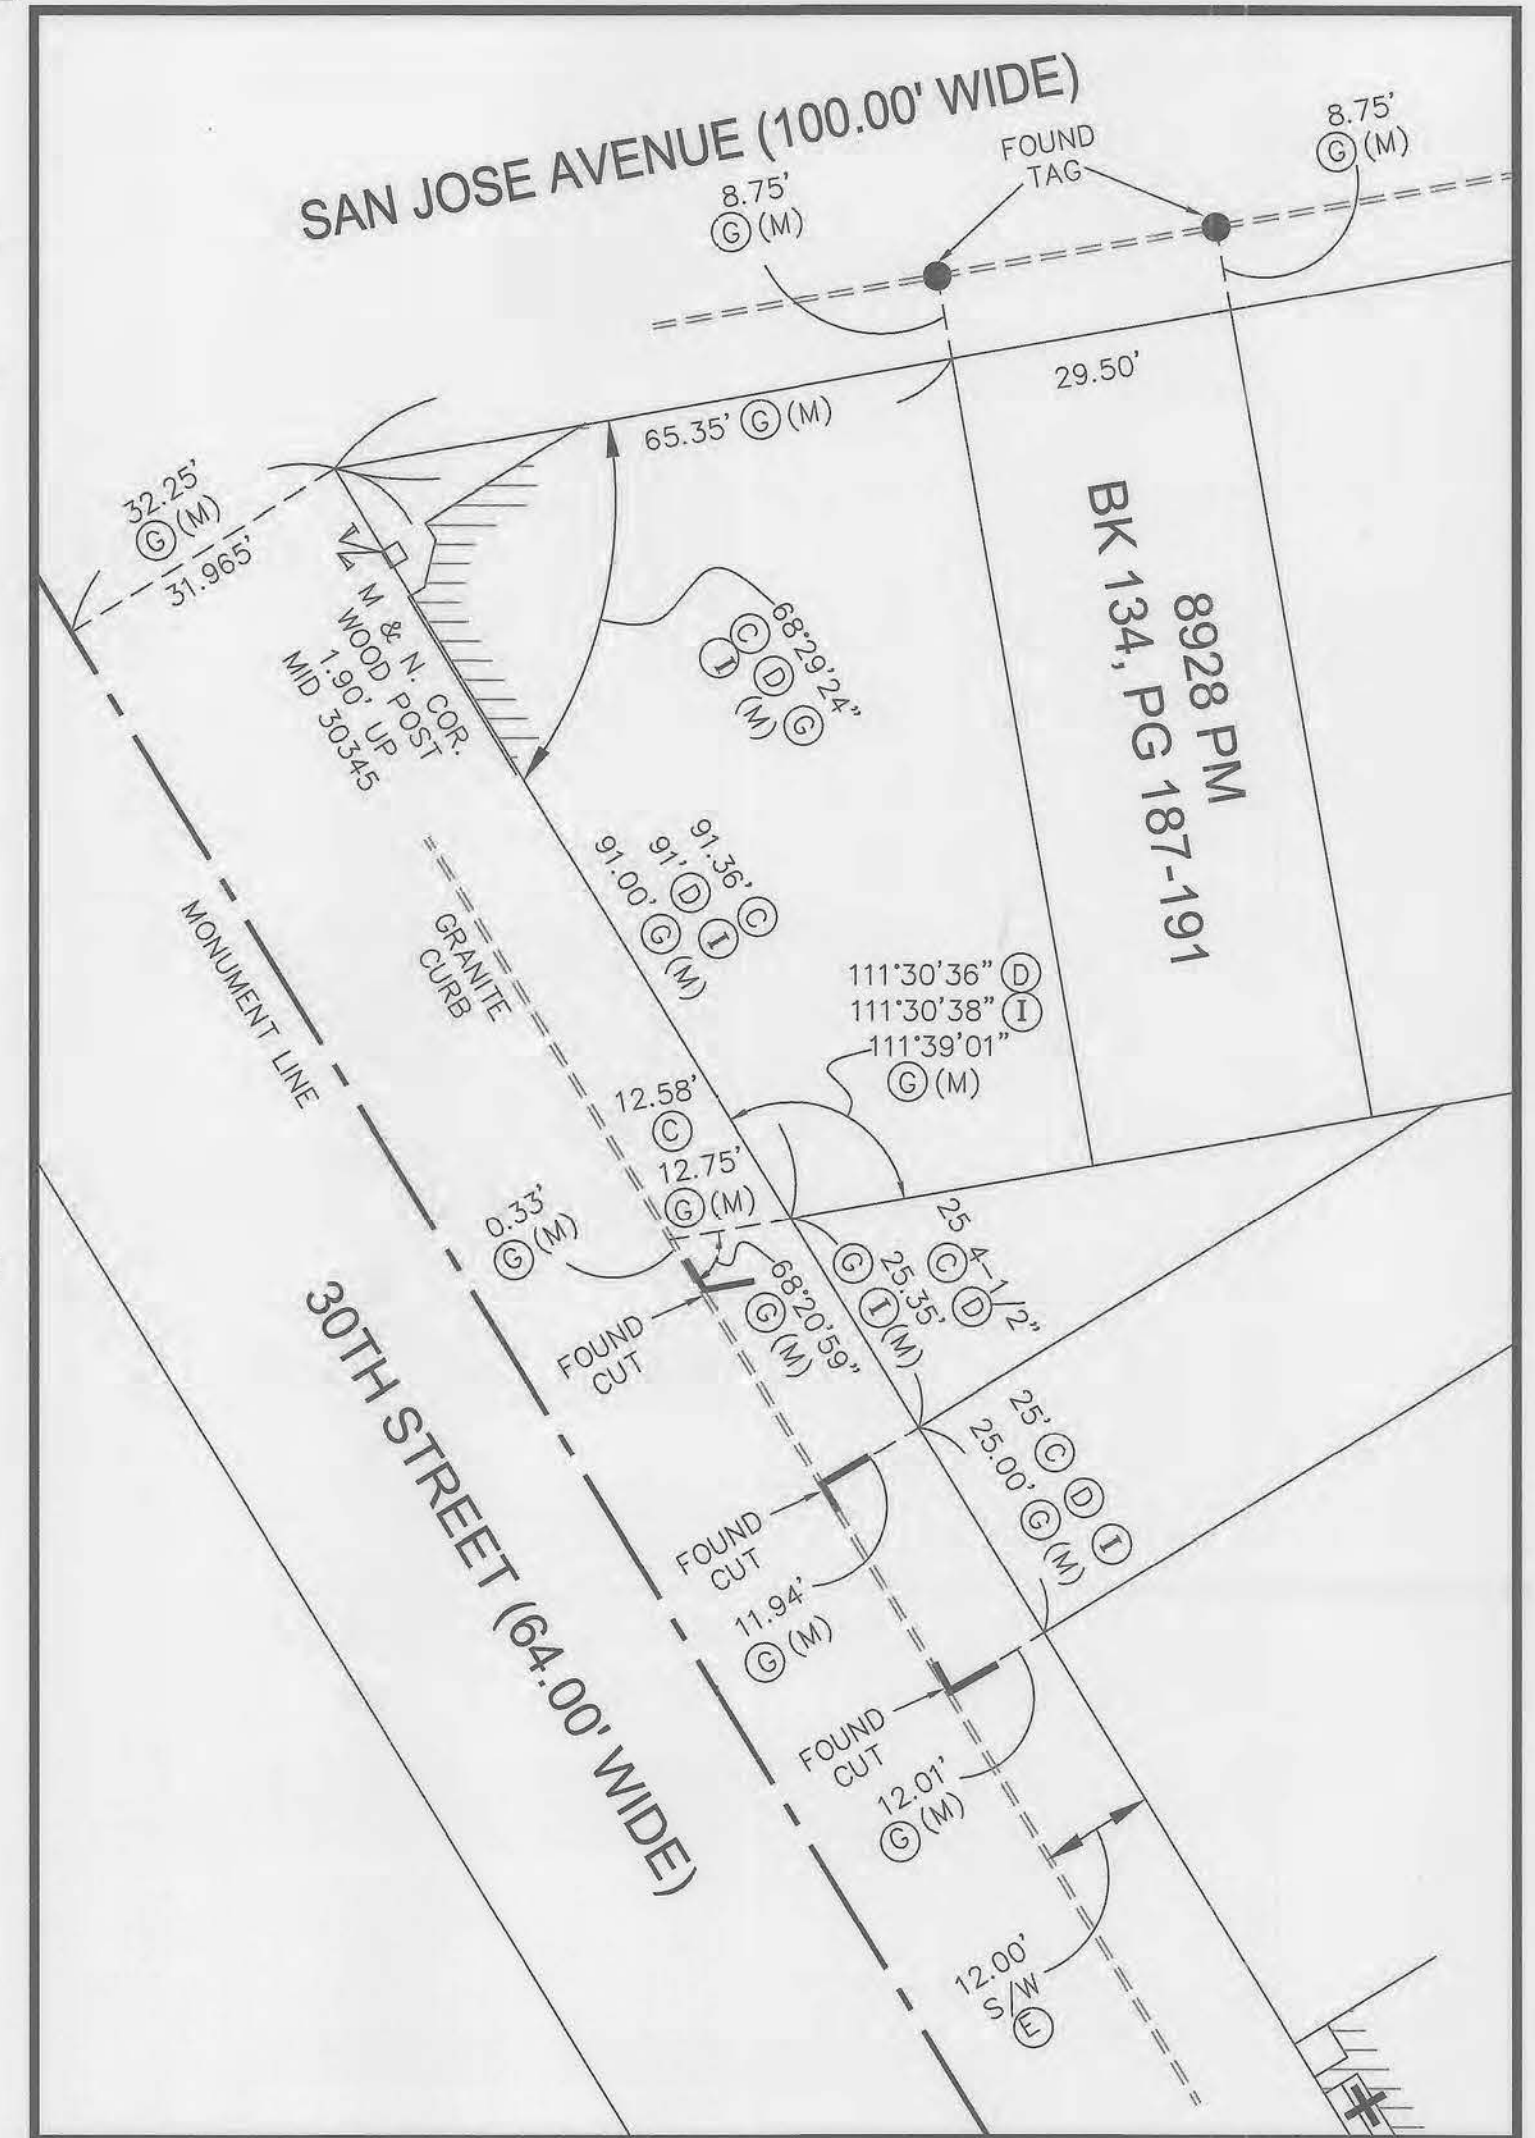 SAN JOSE AVENUE (100.00' WIDE)
8.75'
G (M)
FOUND
TAG
8.75'
G (M)
29.50'
65.35' G (M)
32.25'
G (M)
31.965'
M & N. COR.
WOOD POST
1.90' UP
MID 30345
68°29'24"
C D G
I (M)
8928 PM
BK 134, PG 187-191
91.36' C
91' D I
91.00' G (M)
GRANITE
CURB
MONUMENT LINE
111°30'36" D
111°30'38" I
111°39'01"
G (M)
12.58'
C
12.75'
G (M)
0.33'
G (M)
68°20'59"
G (M)
25 4-1/2"
C D
25.35'
G I (M)
FOUND
CUT
30TH STREET (64.00' WIDE)
25' C D I
25.00' G (M)
FOUND
CUT
11.94'
G (M)
FOUND
CUT
12.01'
G (M)
12.00'
S/W
E